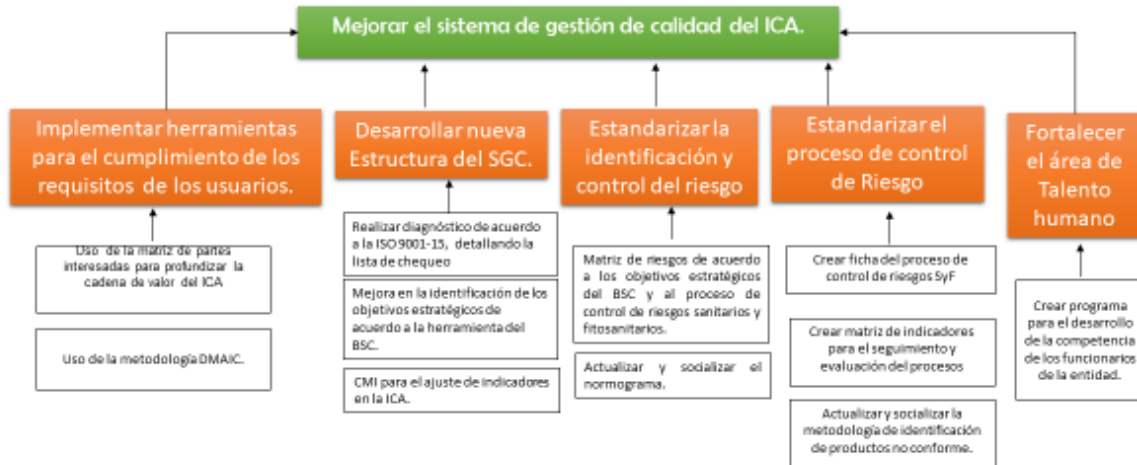 Mejorar el sistema de gestión de calidad del ICA.
Implementar herramientas
para el cumplimiento de los
requisitos de los usuarios.
Uso de la matriz de partes
interesadas para profundizar la
cadena de valor del ICA
Uso de la metodología DMAIC.
Desarrollar nueva
Estructura del SGC.
Realizar diagnóstico de acuerdo
a la ISO 9001-15, detallando la
lista de chequeo
Mejora en la identificación de los
objetivos estratégicos de
acuerdo a la herramienta del
BSC.
CMI para el ajuste de indicadores
en la ICA.
Estandarizar la
identificación y
control del riesgo
Matriz de riesgos de acuerdo
a los objetivos estratégicos
del BSC y al proceso de
control de riesgos sanitarios y
fitosanitarios.
Actualizar y socializar el
normograma.
Estandarizar el
proceso de control
de Riesgo
Crear ficha del proceso de
control de riesgos SyF
Crear matriz de indicadores
para el seguimiento y
evaluación del procesos
Actualizar y socializar la
metodología de identificación
de productos no conforme.
Fortalecer
el área de
Talento
humano
Crear programa
para el desarrollo
de la competencia
de los funcionarios
de la entidad.